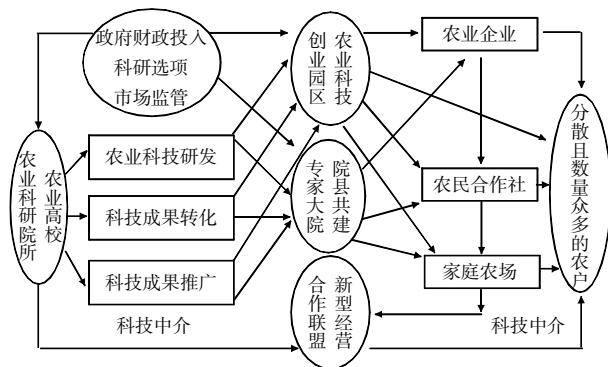 政府财政投入
科研选项
市场监管
农业高校
农业科研院所
农业科技研发
科技成果转化
科技成果推广
农业科技
创业园区
院县共建
专家大院
新型经营
合作联盟
农业企业
农民合作社
家庭农场
分散且数量众多的农户
科技中介
科技中介